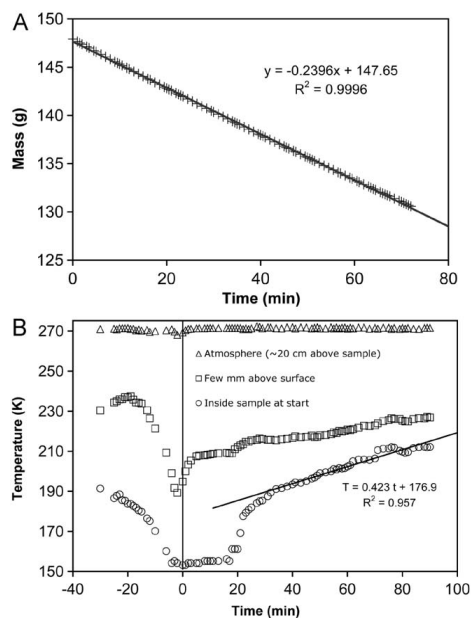 A
150
y = -0.2396x + 147.65
R² = 0.9996
145
140
135
130
125
Mass (g)
0 20 40 60 80
Time (min)
B
270
△ Atmosphere (~20 cm above sample)
□ Few mm above surface
○ Inside sample at start
250
230
210
190
170
150
Temperature (K)
T = 0.423 t + 176.9
R² = 0.957
-40 -20 0 20 40 60 80 100
Time (min)